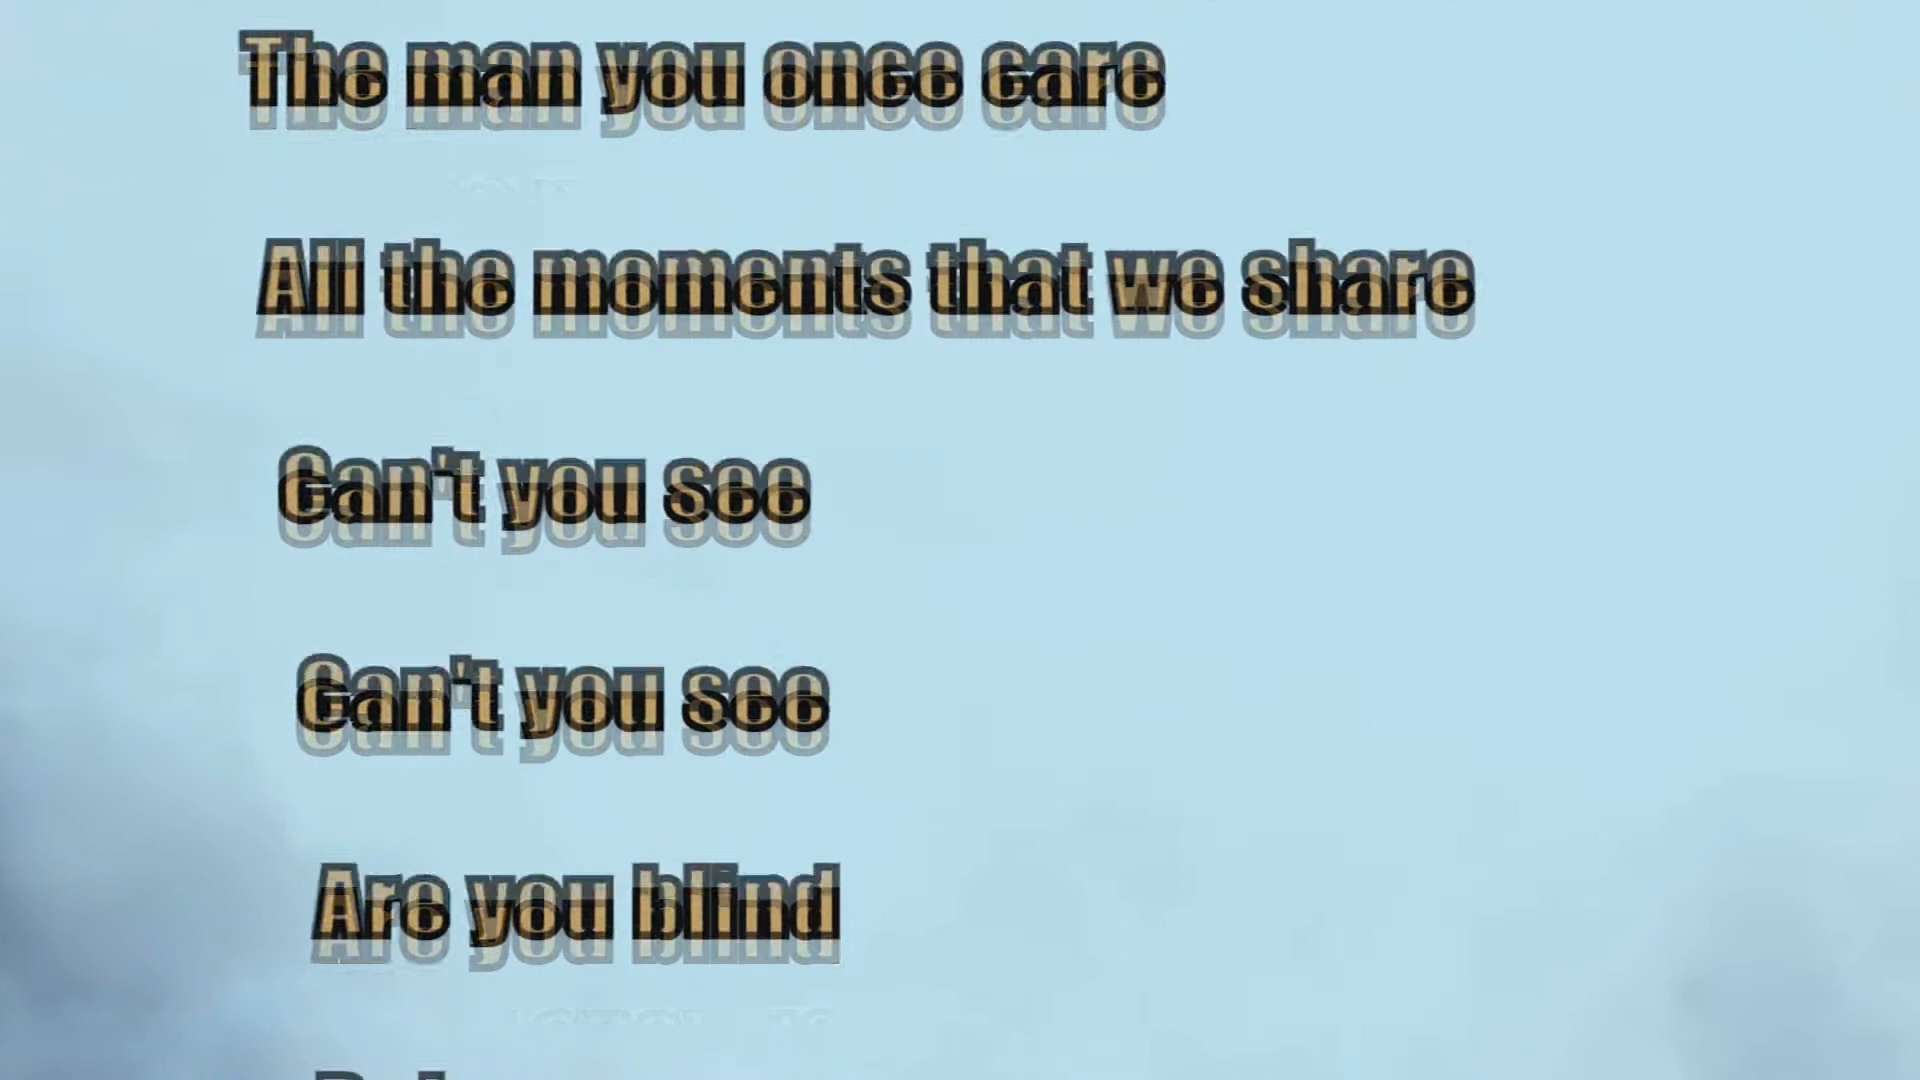 The man you once care
All the moments that we share
Can't you see
Can't you see
Are you blind